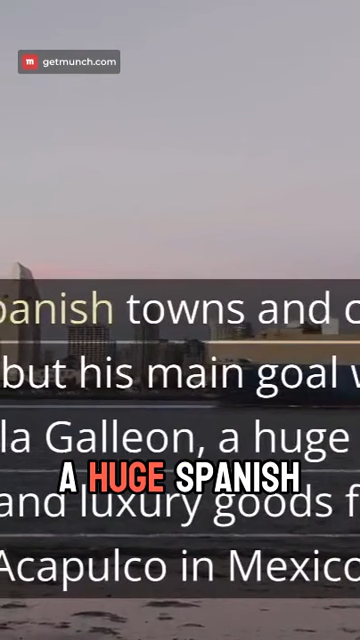 getmunch.com
panish towns and c
but his main goal w
la Galleon, a huge
A HUGE SPANISH
and luxury goods f
Acapulco in Mexico